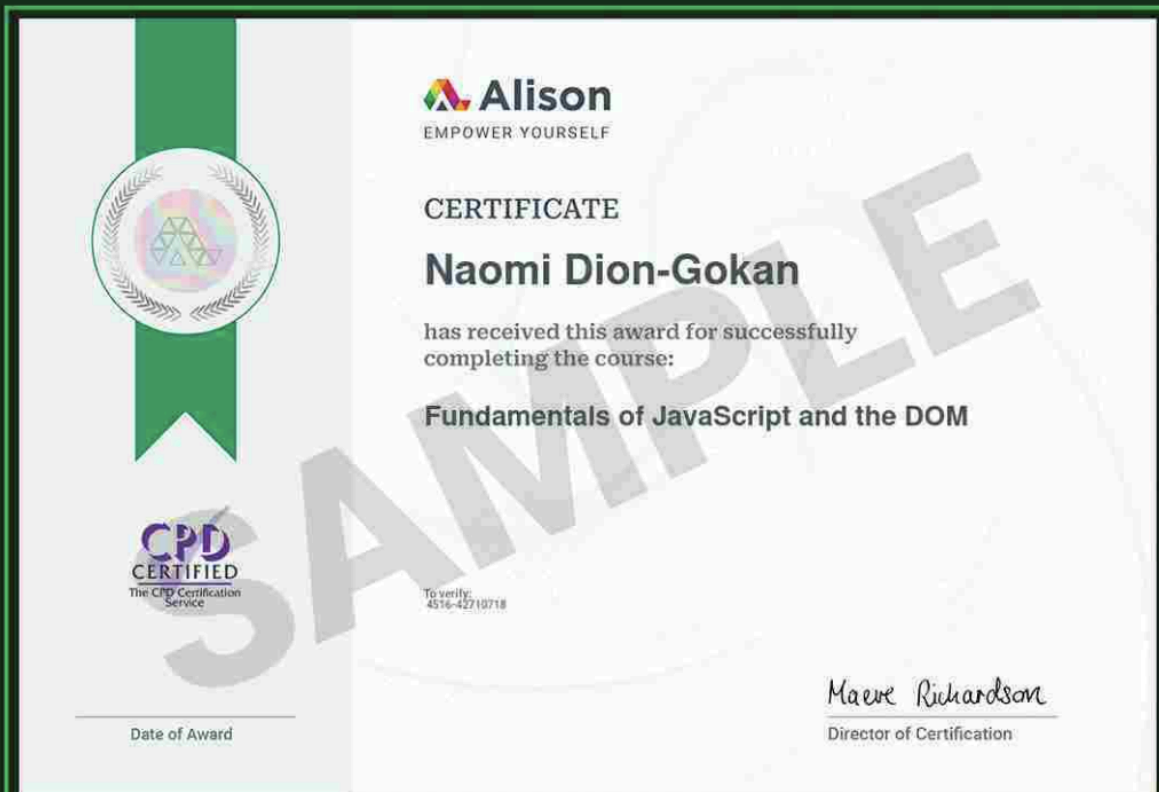 Alison
EMPOWER YOURSELF
CERTIFICATE
Naomi Dion-Gokan
has received this award for successfully
completing the course:
Fundamentals of JavaScript and the DOM
SAMPLE
CPD
CERTIFIED
The CPD Certification
Service
To verify:
4516-42710718
Date of Award
Maeve Richardson
Director of Certification